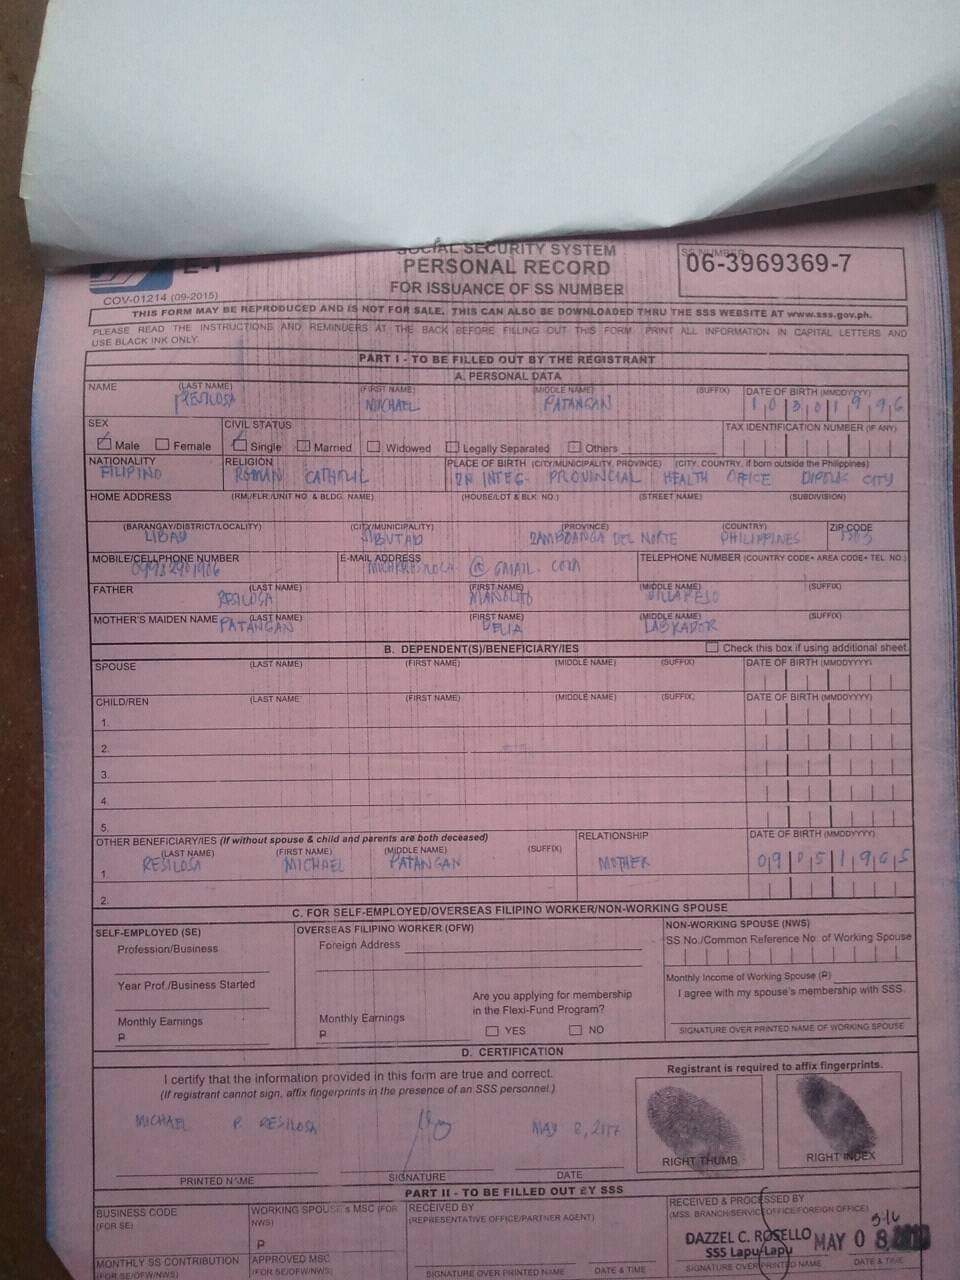 SOCIAL SECURITY SYSTEM
E-1
PERSONAL RECORD
FOR ISSUANCE OF SS NUMBER
SS NUMBER
06-3969369-7
COV-01214 (09-2015)
THIS FORM MAY BE REPRODUCED AND IS NOT FOR SALE. THIS CAN ALSO BE DOWNLOADED THRU THE SSS WEBSITE AT www.sss.gov.ph.
PLEASE READ THE INSTRUCTIONS AND REMINDERS AT THE BACK BEFORE FILLING OUT THIS FORM. PRINT ALL INFORMATION IN CAPITAL LETTERS AND
USE BLACK INK ONLY.
PART I - TO BE FILLED OUT BY THE REGISTRANT
A. PERSONAL DATA
NAME (LAST NAME) (FIRST NAME) (MIDDLE NAME) (SUFFIX) DATE OF BIRTH (MMDDYYYY)
RESILOSA MICHAEL PATANGAN 10301996
SEX CIVIL STATUS TAX IDENTIFICATION NUMBER (IF ANY)
Male Female Single Married Widowed Legally Separated Others
NATIONALITY RELIGION PLACE OF BIRTH (CITY/MUNICIPALITY, PROVINCE) (CITY, COUNTRY, if born outside the Philippines)
FILIPINO ROMAN CATHOLIC INTEG. PROVINCIAL HEALTH OFFICE DIPOLOG CITY
HOME ADDRESS (RM./FLR./UNIT NO. & BLDG. NAME) (HOUSE/LOT & BLK. NO.) (STREET NAME) (SUBDIVISION)
(BARANGAY/DISTRICT/LOCALITY) (CITY/MUNICIPALITY) (PROVINCE) (COUNTRY) ZIP CODE
LIBAY SIBUTAD ZAMBOANGA DEL NORTE PHILIPPINES
MOBILE/CELLPHONE NUMBER E-MAIL ADDRESS TELEPHONE NUMBER (COUNTRY CODE+ AREA CODE+ TEL. NO.)
@ GMAIL. COM
FATHER (LAST NAME) (FIRST NAME) (MIDDLE NAME) (SUFFIX)
RESILOSA MANOLITO
MOTHER'S MAIDEN NAME (LAST NAME) (FIRST NAME) (MIDDLE NAME) (SUFFIX)
PATANGAN DELIA LABRADOR
B. DEPENDENT(S)/BENEFICIARY/IES Check this box if using additional sheet.
SPOUSE (LAST NAME) (FIRST NAME) (MIDDLE NAME) (SUFFIX) DATE OF BIRTH (MMDDYYYY)
CHILD/REN (LAST NAME) (FIRST NAME) (MIDDLE NAME) (SUFFIX) DATE OF BIRTH (MMDDYYYY)
1.
2.
3.
4.
5.
OTHER BENEFICIARY/IES (If without spouse & child and parents are both deceased) RELATIONSHIP DATE OF BIRTH (MMDDYYYY)
(LAST NAME) (FIRST NAME) (MIDDLE NAME) (SUFFIX)
1. RESILOSA MICHAEL PATANGAN MOTHER 09051965
2.
C. FOR SELF-EMPLOYED/OVERSEAS FILIPINO WORKER/NON-WORKING SPOUSE
SELF-EMPLOYED (SE) OVERSEAS FILIPINO WORKER (OFW) NON-WORKING SPOUSE (NWS)
Profession/Business Foreign Address SS No./Common Reference No. of Working Spouse
Year Prof./Business Started Monthly Income of Working Spouse (₱)
Are you applying for membership I agree with my spouse's membership with SSS.
in the Flexi-Fund Program?
Monthly Earnings Monthly Earnings
₱ ₱ YES NO SIGNATURE OVER PRINTED NAME OF WORKING SPOUSE
D. CERTIFICATION
I certify that the information provided in this form are true and correct.
(If registrant cannot sign, affix fingerprints in the presence of an SSS personnel.)
Registrant is required to affix fingerprints.
MICHAEL P. RESILOSA MAY 8, 2017
RIGHT THUMB RIGHT INDEX
PRINTED NAME SIGNATURE DATE
PART II - TO BE FILLED OUT BY SSS
BUSINESS CODE WORKING SPOUSE's MSC (FOR RECEIVED BY RECEIVED & PROCESSED BY
(FOR SE) NWS) (REPRESENTATIVE OFFICE/PARTNER AGENT) (MSS, BRANCH/SERVICE OFFICE/FOREIGN OFFICE)
₱
DAZZEL C. ROSELLO MAY 08
SSS Lapu-Lapu
MONTHLY SS CONTRIBUTION APPROVED MSC
(FOR SE/OFW/NWS) (FOR SE/OFW/NWS) SIGNATURE OVER PRINTED NAME DATE & TIME SIGNATURE OVER PRINTED NAME DATE & TIME